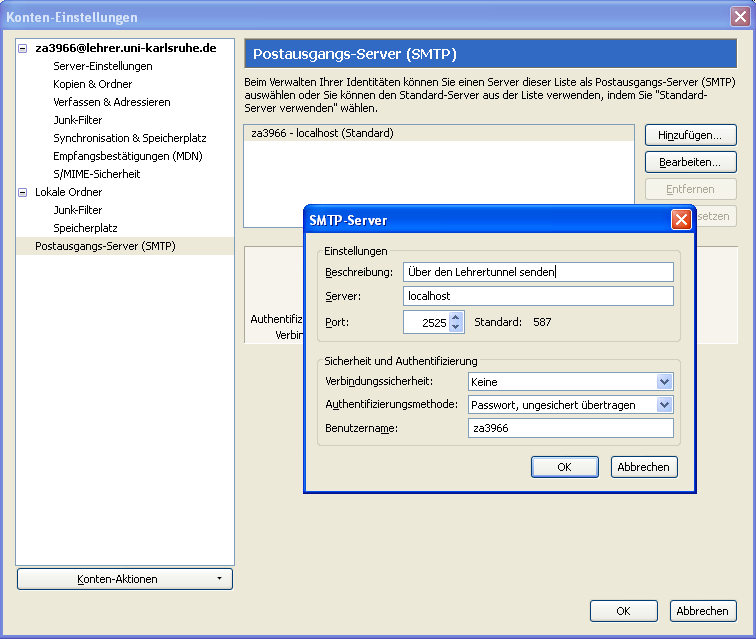 Konten-Einstellungen
za3966@lehrer.uni-karlsruhe.de
Server-Einstellungen
Kopien & Ordner
Verfassen & Adressieren
Junk-Filter
Synchronisation & Speicherplatz
Empfangsbestätigungen (MDN)
S/MIME-Sicherheit
Lokale Ordner
Junk-Filter
Speicherplatz
Postausgangs-Server (SMTP)
Konten-Aktionen
Postausgangs-Server (SMTP)
Beim Verwalten Ihrer Identitäten können Sie einen Server dieser Liste als Postausgangs-Server (SMTP)
auswählen oder Sie können den Standard-Server aus der Liste verwenden, indem Sie "Standard-
Server verwenden" wählen.
za3966 - localhost (Standard)
Hinzufügen...
Bearbeiten...
Entfernen
setzen
Authentifiz
Verbin
SMTP-Server
Einstellungen
Beschreibung: Über den Lehrertunnel senden
Server: localhost
Port: 2525 Standard: 587
Sicherheit und Authentifizierung
Verbindungssicherheit: Keine
Authentifizierungsmethode: Passwort, ungesichert übertragen
Benutzername: za3966
OK Abbrechen
OK Abbrechen